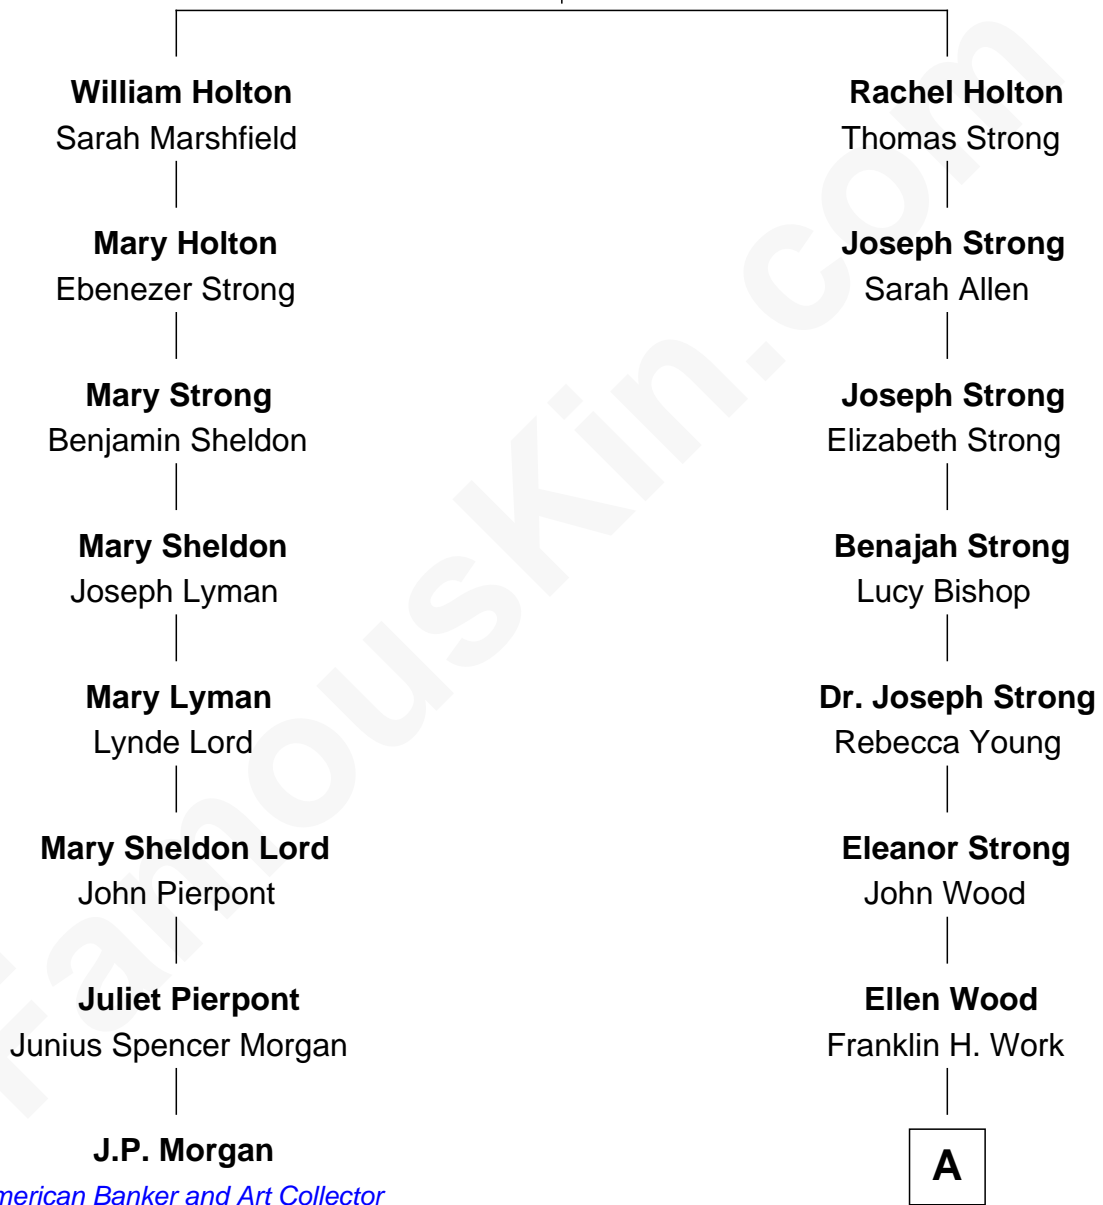 William Holton
Sarah Marshfield
Mary Holton
Ebenezer Strong
Mary Strong
Benjamin Sheldon
Mary Sheldon
Joseph Lyman
Mary Lyman
Lynde Lord
Mary Sheldon Lord
John Pierpont
Juliet Pierpont
Junius Spencer Morgan
J.P. Morgan
merican Banker and Art Collector
Rachel Holton
Thomas Strong
Joseph Strong
Sarah Allen
Joseph Strong
Elizabeth Strong
Benajah Strong
Lucy Bishop
Dr. Joseph Strong
Rebecca Young
Eleanor Strong
John Wood
Ellen Wood
Franklin H. Work
A
FamousKin.com